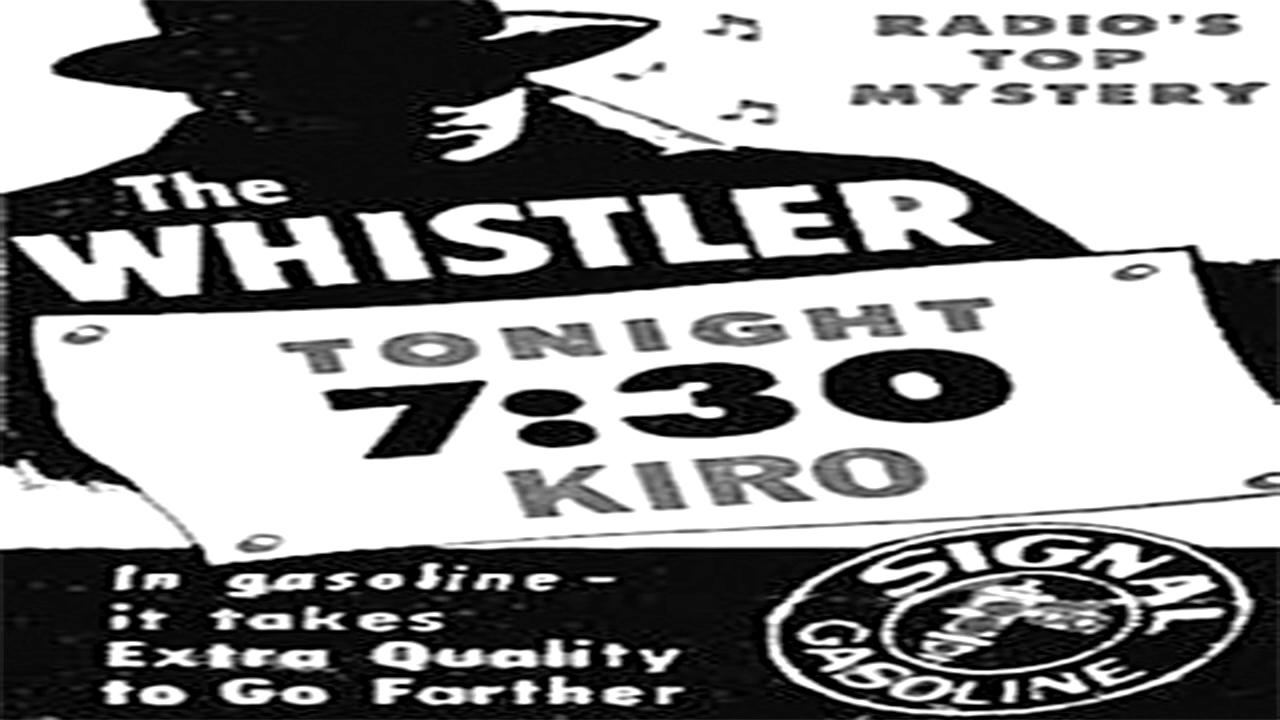 RADIO'S
TOP
MYSTERY
The
WHISTLER
TONIGHT
7:30
KIRO
In gasoline –
it takes
Extra Quality
to Go Farther
SIGNAL
GASOLINE